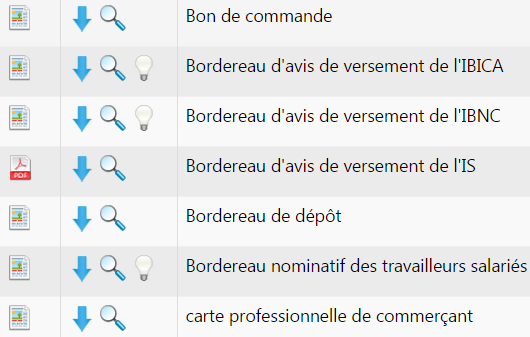 Bon de commande
Bordereau d'avis de versement de l'IBICA
Bordereau d'avis de versement de l'IBNC
PDF
Bordereau d'avis de versement de l'IS
Bordereau de dépôt
Bordereau nominatif des travailleurs salariés
carte professionnelle de commerçant